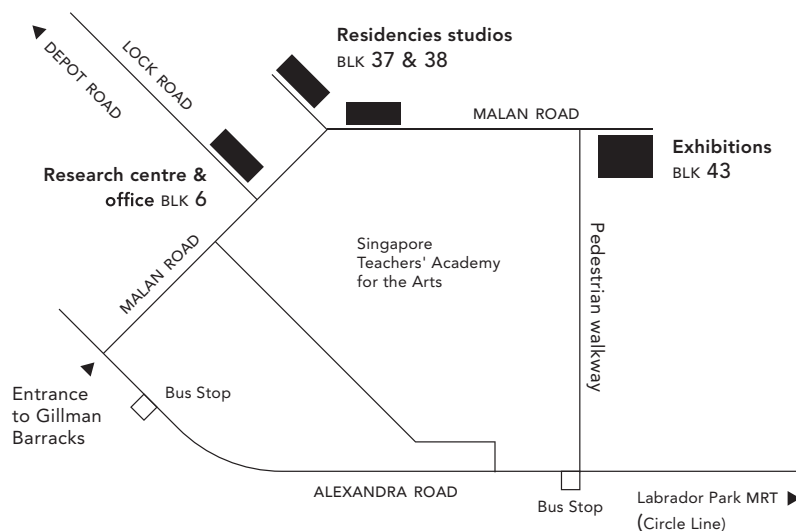 Residencies studios
BLK 37 & 38
LOCK ROAD
DEPOT ROAD
MALAN ROAD
Exhibitions
BLK 43
Research centre &
office BLK 6
Singapore
Teachers' Academy
for the Arts
Pedestrian walkway
MALAN ROAD
Entrance
to Gillman
Barracks
Bus Stop
ALEXANDRA ROAD
Bus Stop
Labrador Park MRT
(Circle Line)